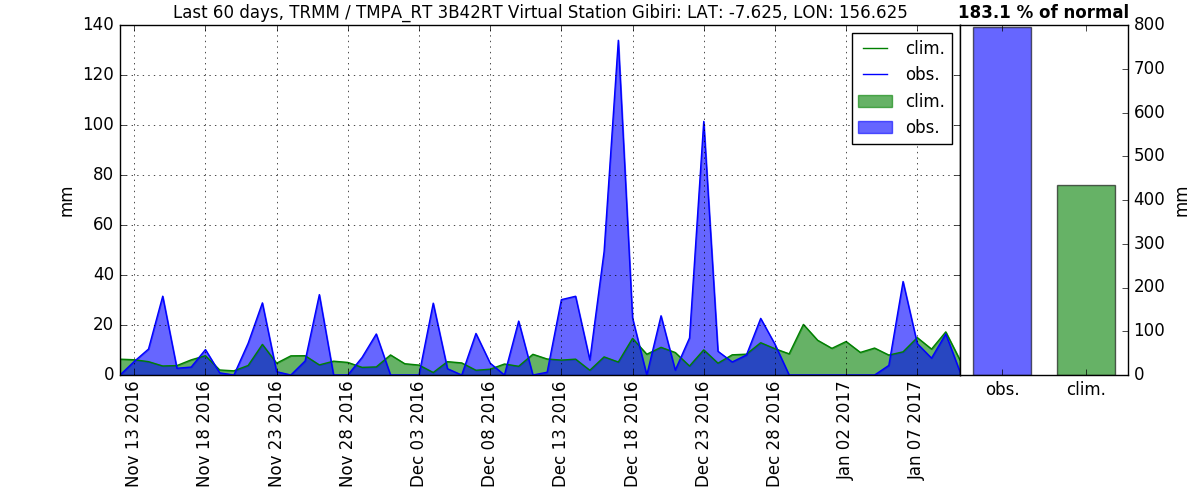 Last 60 days, TRMM / TMPA_RT 3B42RT Virtual Station Gibiri: LAT: -7.625, LON: 156.625
183.1 % of normal
140
120
100
80
60
40
20
0
mm
clim.
obs.
clim.
obs.
800
700
600
500
400
300
200
100
0
mm
Nov 13 2016
Nov 18 2016
Nov 23 2016
Nov 28 2016
Dec 03 2016
Dec 08 2016
Dec 13 2016
Dec 18 2016
Dec 23 2016
Dec 28 2016
Jan 02 2017
Jan 07 2017
obs.
clim.